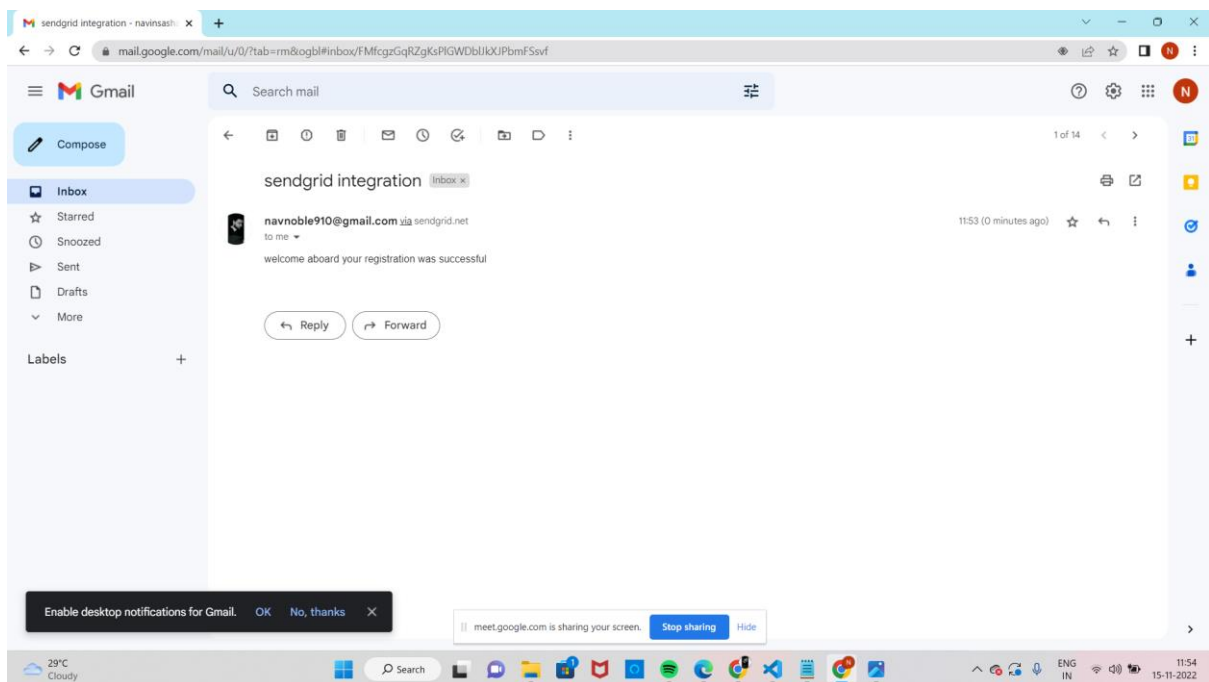 sendgrid integration - navinsash
mail.google.com/mail/u/0/?tab=rm&ogbl#inbox/FMfcgzGqRZgKsPlGWDblJkXJPbmFSsvf
N
Gmail
Search mail
N
Compose
1 of 14
31
Inbox
sendgrid integration Inbox x
Starred
navnoble910@gmail.com via sendgrid.net
11:53 (0 minutes ago)
Snoozed
to me
Sent
welcome aboard your registration was successful
Drafts
More
Reply
Forward
Labels
Enable desktop notifications for Gmail. OK No, thanks
meet.google.com is sharing your screen. Stop sharing Hide
29°C
Cloudy
Search
ENG
IN
11:54
15-11-2022